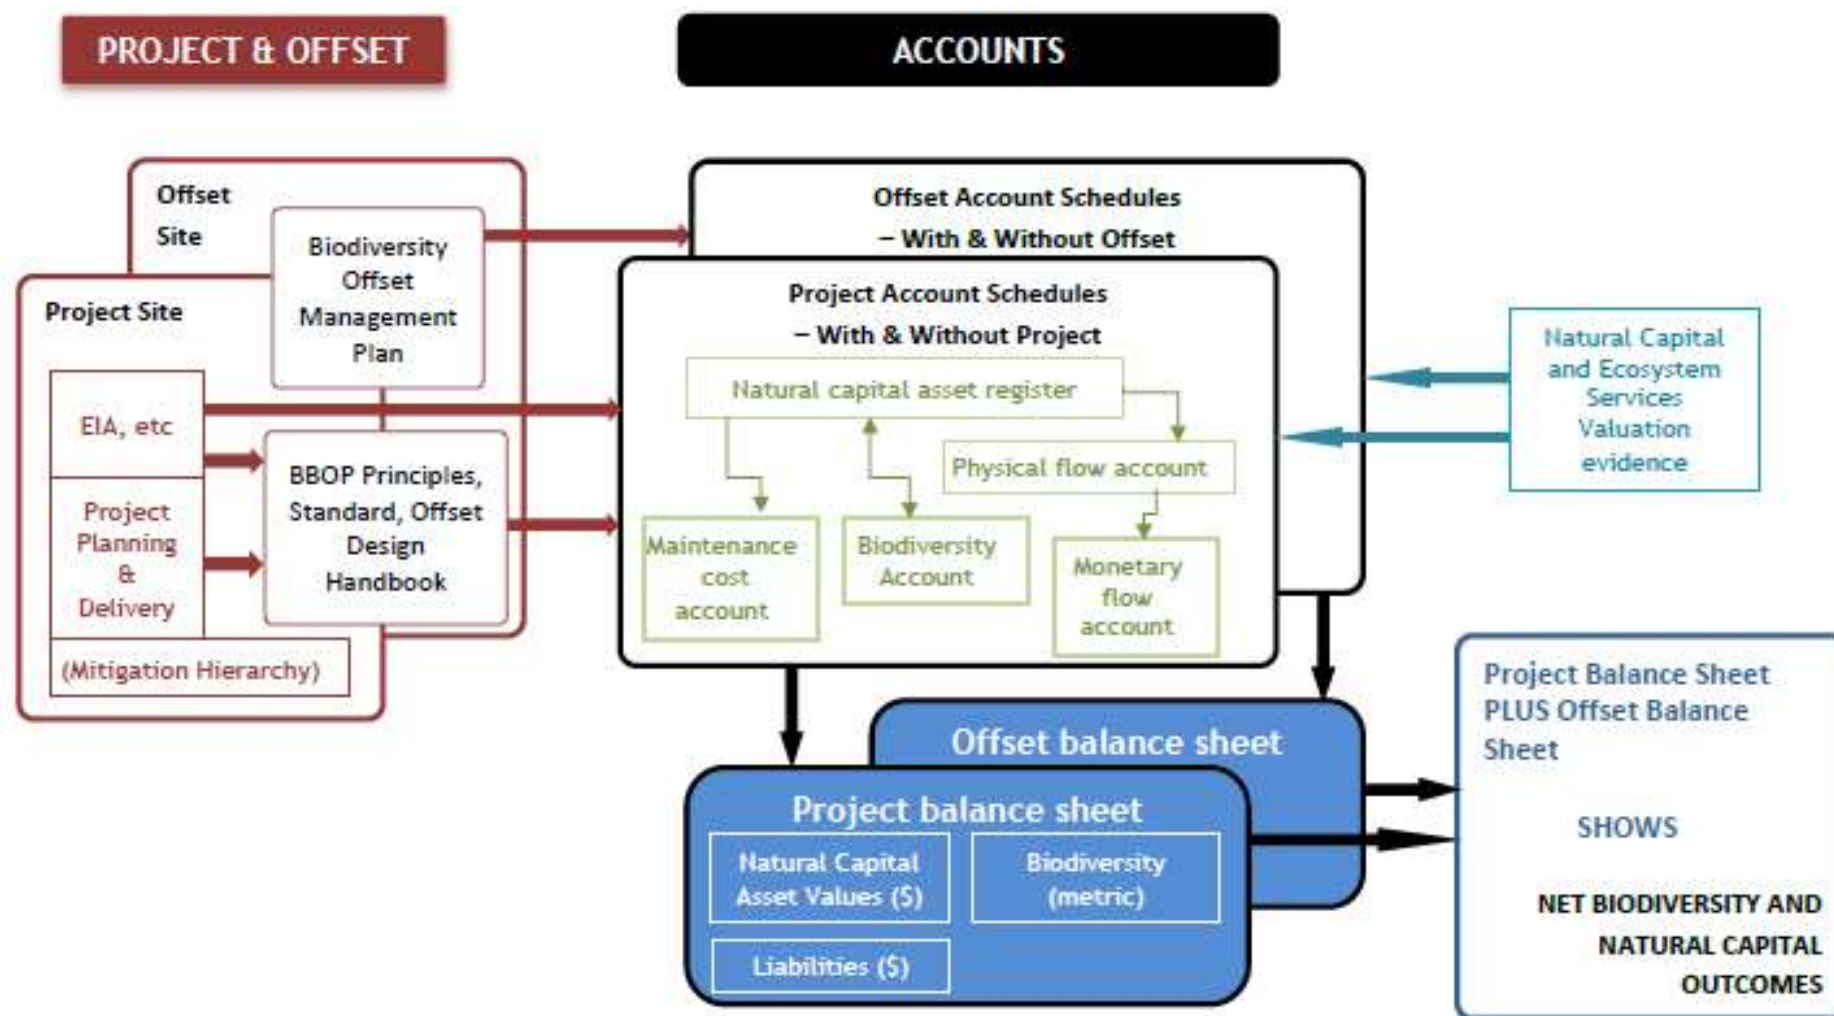 PROJECT & OFFSET
ACCOUNTS
Offset
Site
Biodiversity
Offset
Management
Plan
Project Site
EIA, etc
Project
Planning
&
Delivery
(Mitigation Hierarchy)
BBOP Principles,
Standard, Offset
Design
Handbook
Offset Account Schedules
– With & Without Offset
Project Account Schedules
– With & Without Project
Natural capital asset register
Physical flow account
Maintenance
cost
account
Biodiversity
Account
Monetary
flow
account
Natural Capital
and Ecosystem
Services
Valuation
evidence
Offset balance sheet
Project balance sheet
Natural Capital
Asset Values ($)
Biodiversity
(metric)
Liabilities ($)
Project Balance Sheet
PLUS Offset Balance
Sheet
SHOWS
NET BIODIVERSITY AND
NATURAL CAPITAL
OUTCOMES